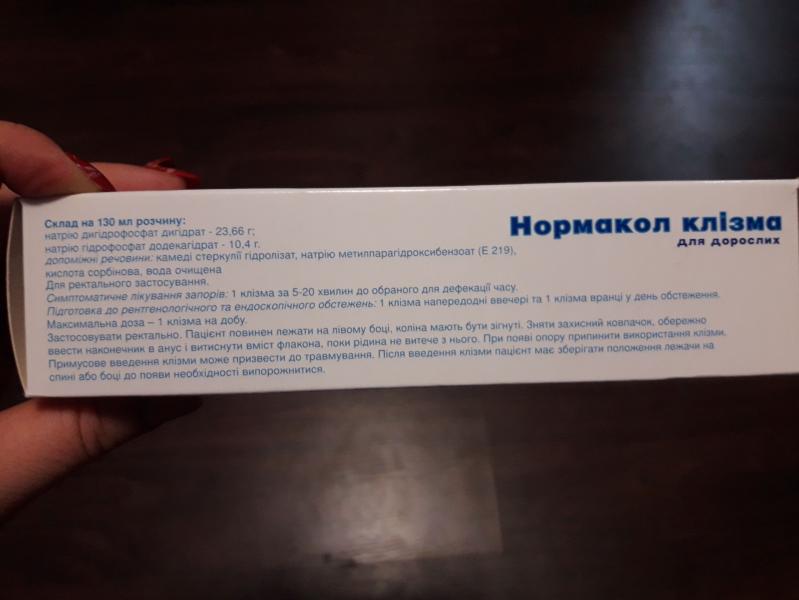 Нормакол клізма
для дорослих
Склад на 130 мл розчину:
натрію дигідрофосфат дигідрат - 23,66 г;
натрію гідрофосфат додекагідрат - 10,4 г.
допоміжні речовини: камеді стеркулії гідролізат, натрію метилпарагідроксибензоат (Е 219),
кислота сорбінова, вода очищена
Для ректального застосування.
Симптоматичне лікування запорів: 1 клізма за 5-20 хвилин до обраного для дефекації часу.
Підготовка до рентгенологічного та ендоскопічного обстежень: 1 клізма напередодні ввечері та 1 клізма вранці у день обстеження.
Максимальна доза – 1 клізма на добу.
Застосовувати ректально. Пацієнт повинен лежати на лівому боці, коліна мають бути зігнуті. Зняти захисний ковпачок, обережно
ввести наконечник в анус і витиснути вміст флакона, поки рідина не витече з нього. При появі опору припинити використання клізми.
Примусове введення клізми може призвести до травмування. Після введення клізми пацієнт має зберігати положення лежачи на
спині або боці до появи необхідності випорожнитися.